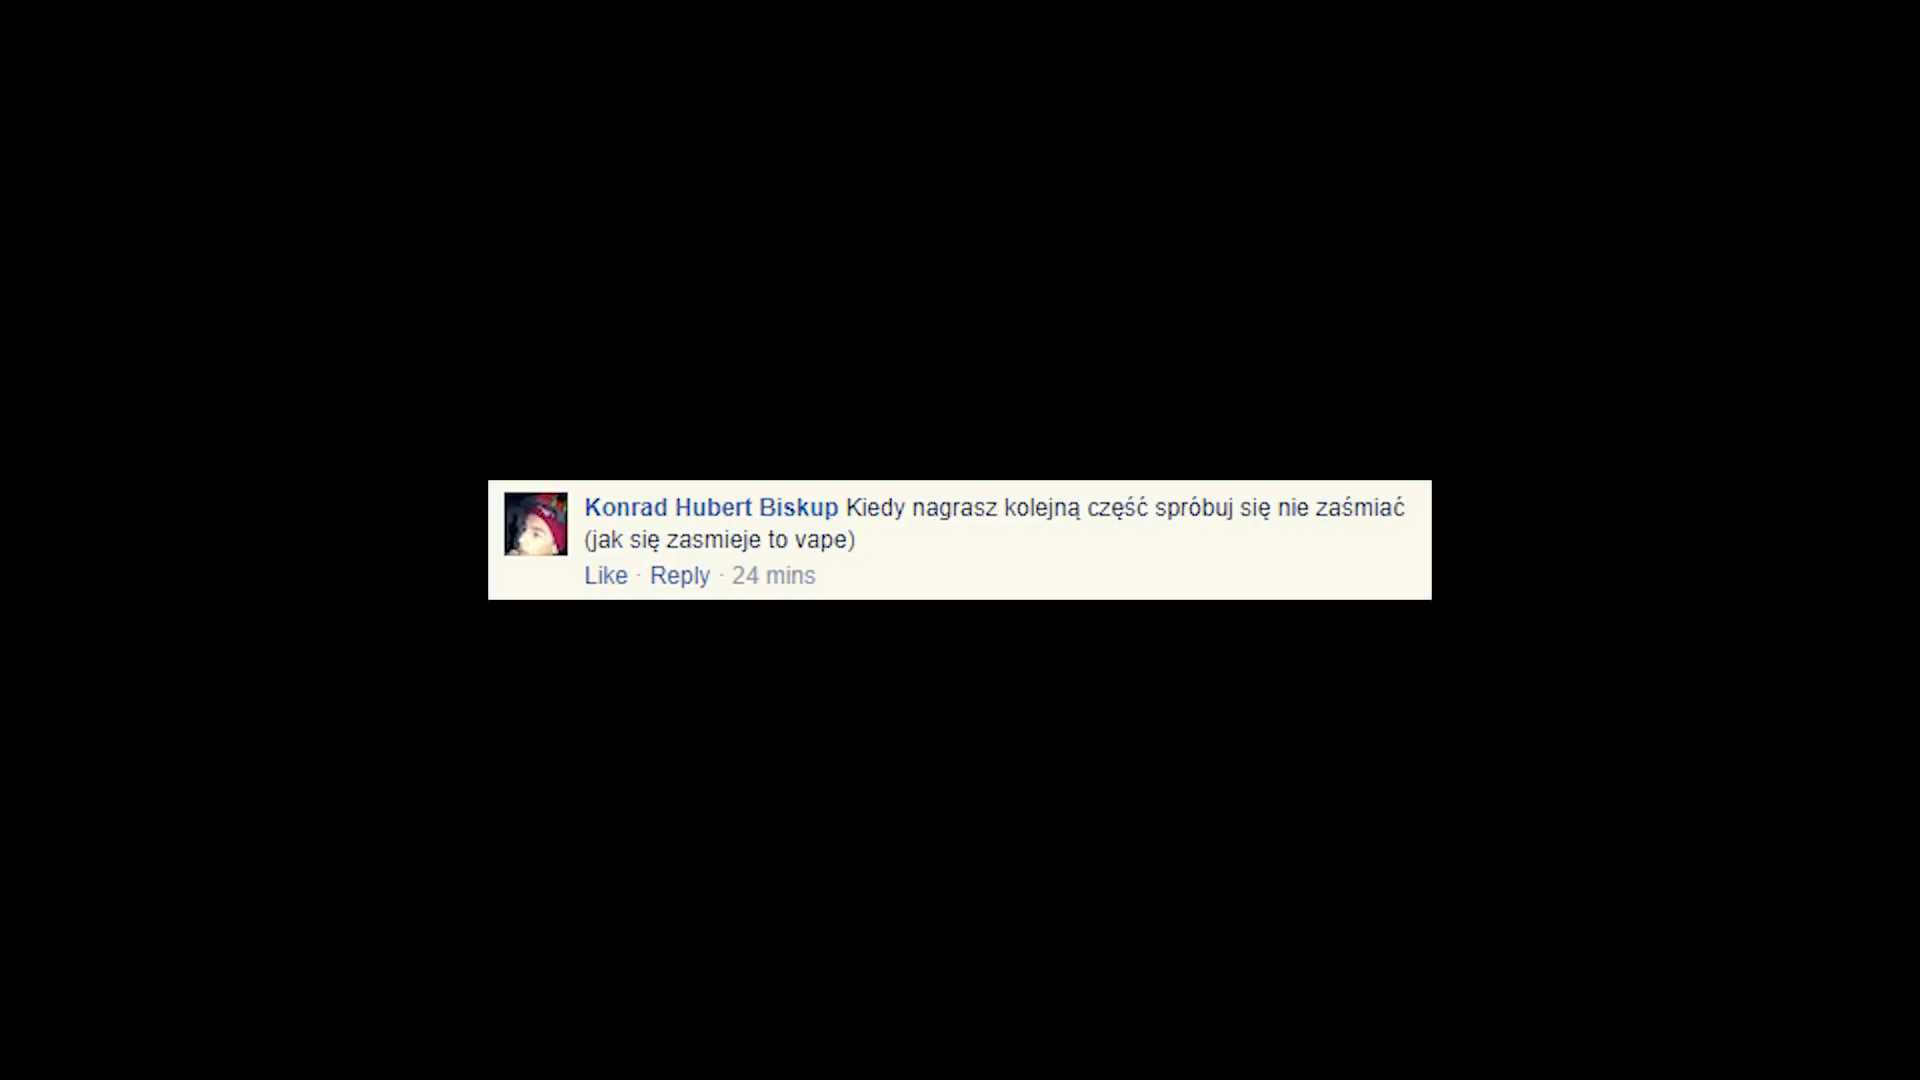 Konrad Hubert Biskup Kiedy nagrasz kolejną część spróbuj się nie zaśmiać
(jak się zasmieje to vape)
Like · Reply · 24 mins